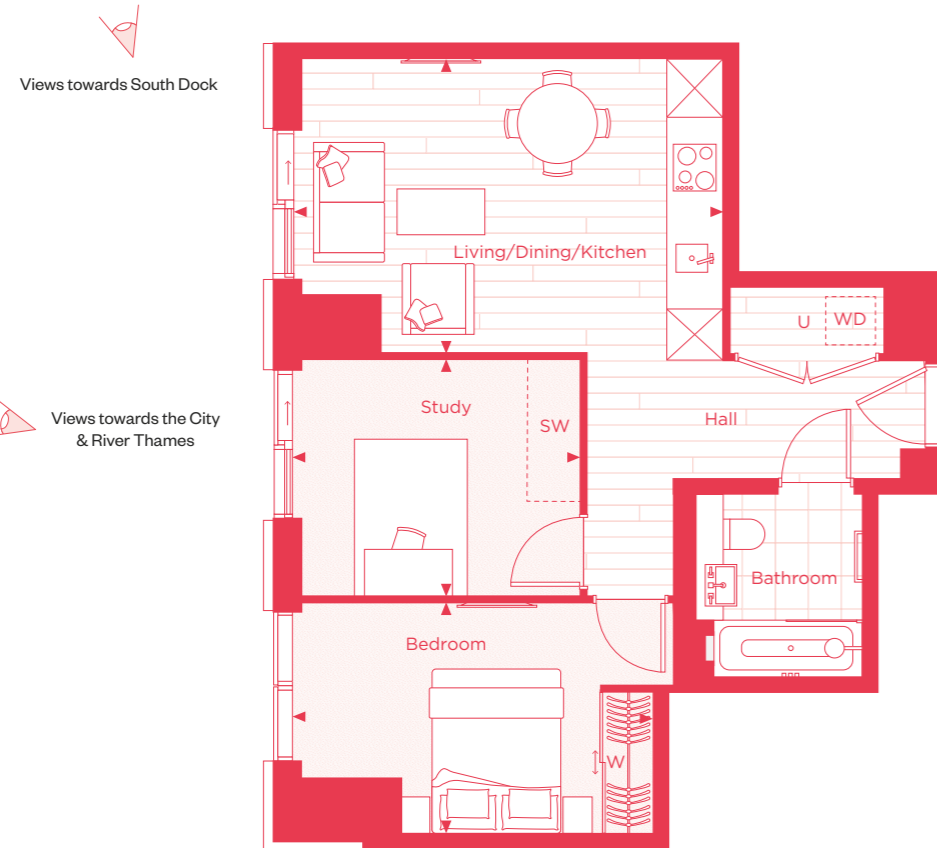 Views towards South Dock
Living/Dining/Kitchen
U
WD
Views towards the City
& River Thames
Study
SW
Hall
Bathroom
Bedroom
W